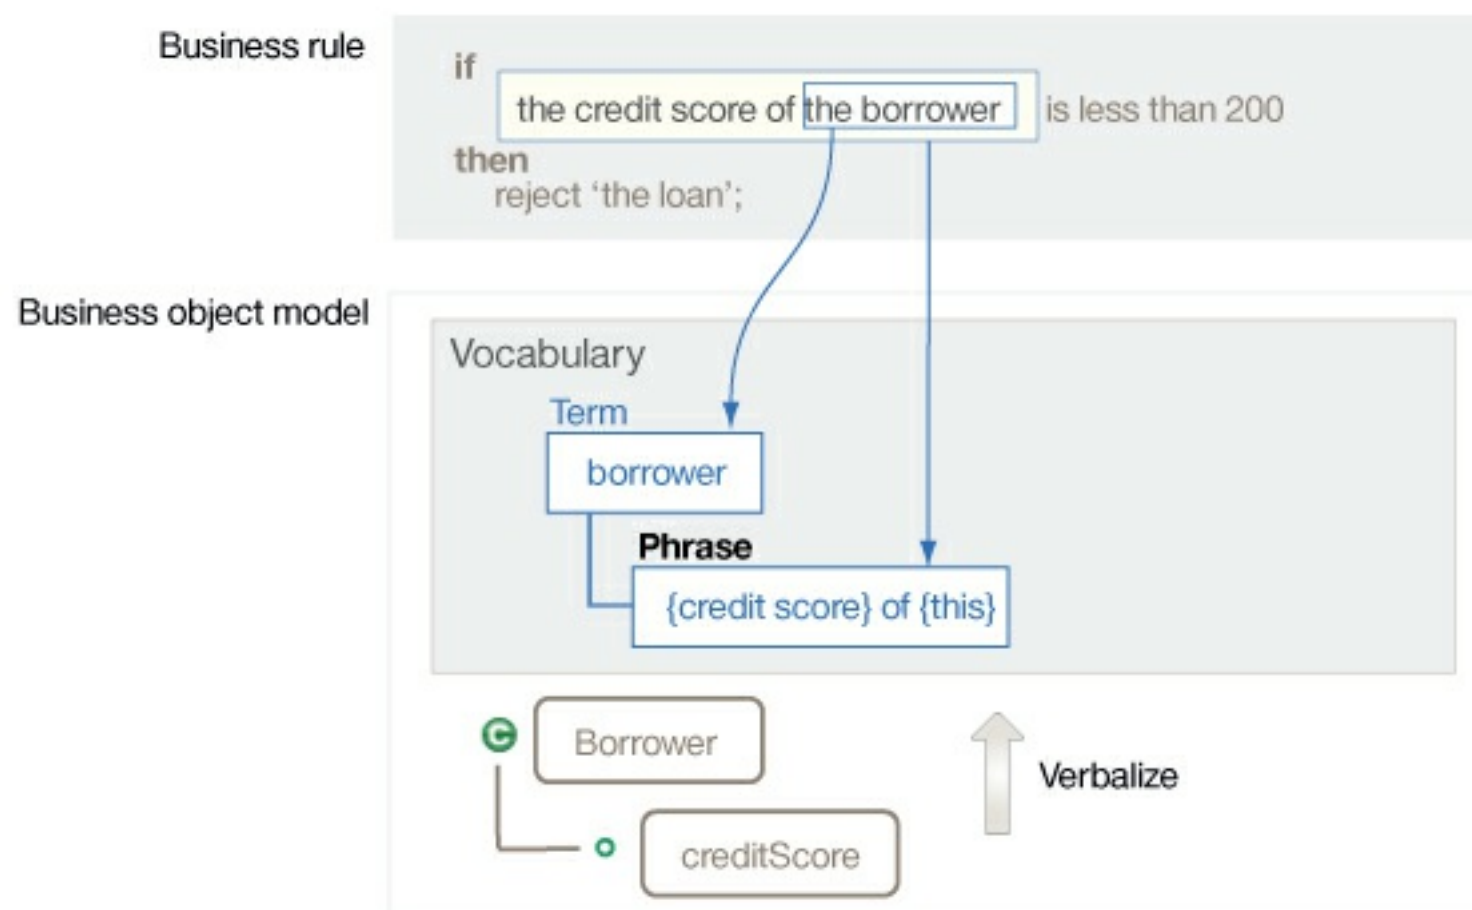 Business rule
if
the credit score of the borrower is less than 200
then
reject ‘the loan’;
Business object model
Vocabulary
Term
borrower
Phrase
{credit score} of {this}
C
Borrower
Verbalize
creditScore